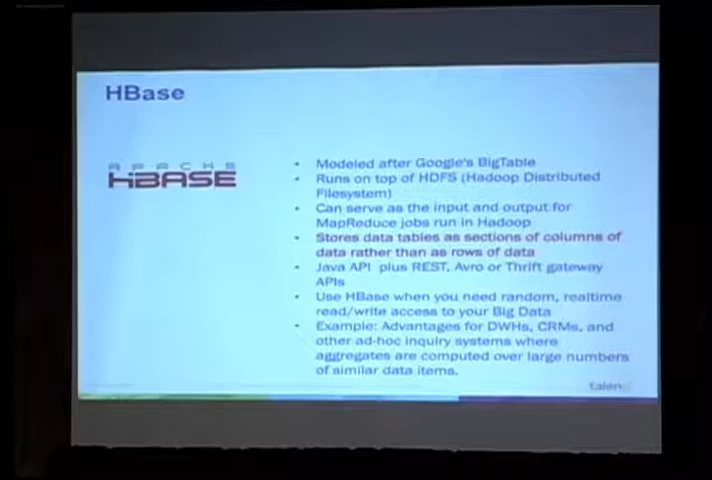 HBase
APACHE
HBASE
• Modeled after Google's BigTable
• Runs on top of HDFS (Hadoop Distributed
Filesystem)
• Can serve as the input and output for
MapReduce jobs run in Hadoop
• Stores data tables as sections of columns of
data rather than as rows of data
• Java API plus REST, Avro or Thrift gateway
APIs
• Use HBase when you need random, realtime
read/write access to your Big Data
• Example: Advantages for DWHs, CRMs, and
other ad-hoc inquiry systems where
aggregates are computed over large numbers
of similar data items.
talend